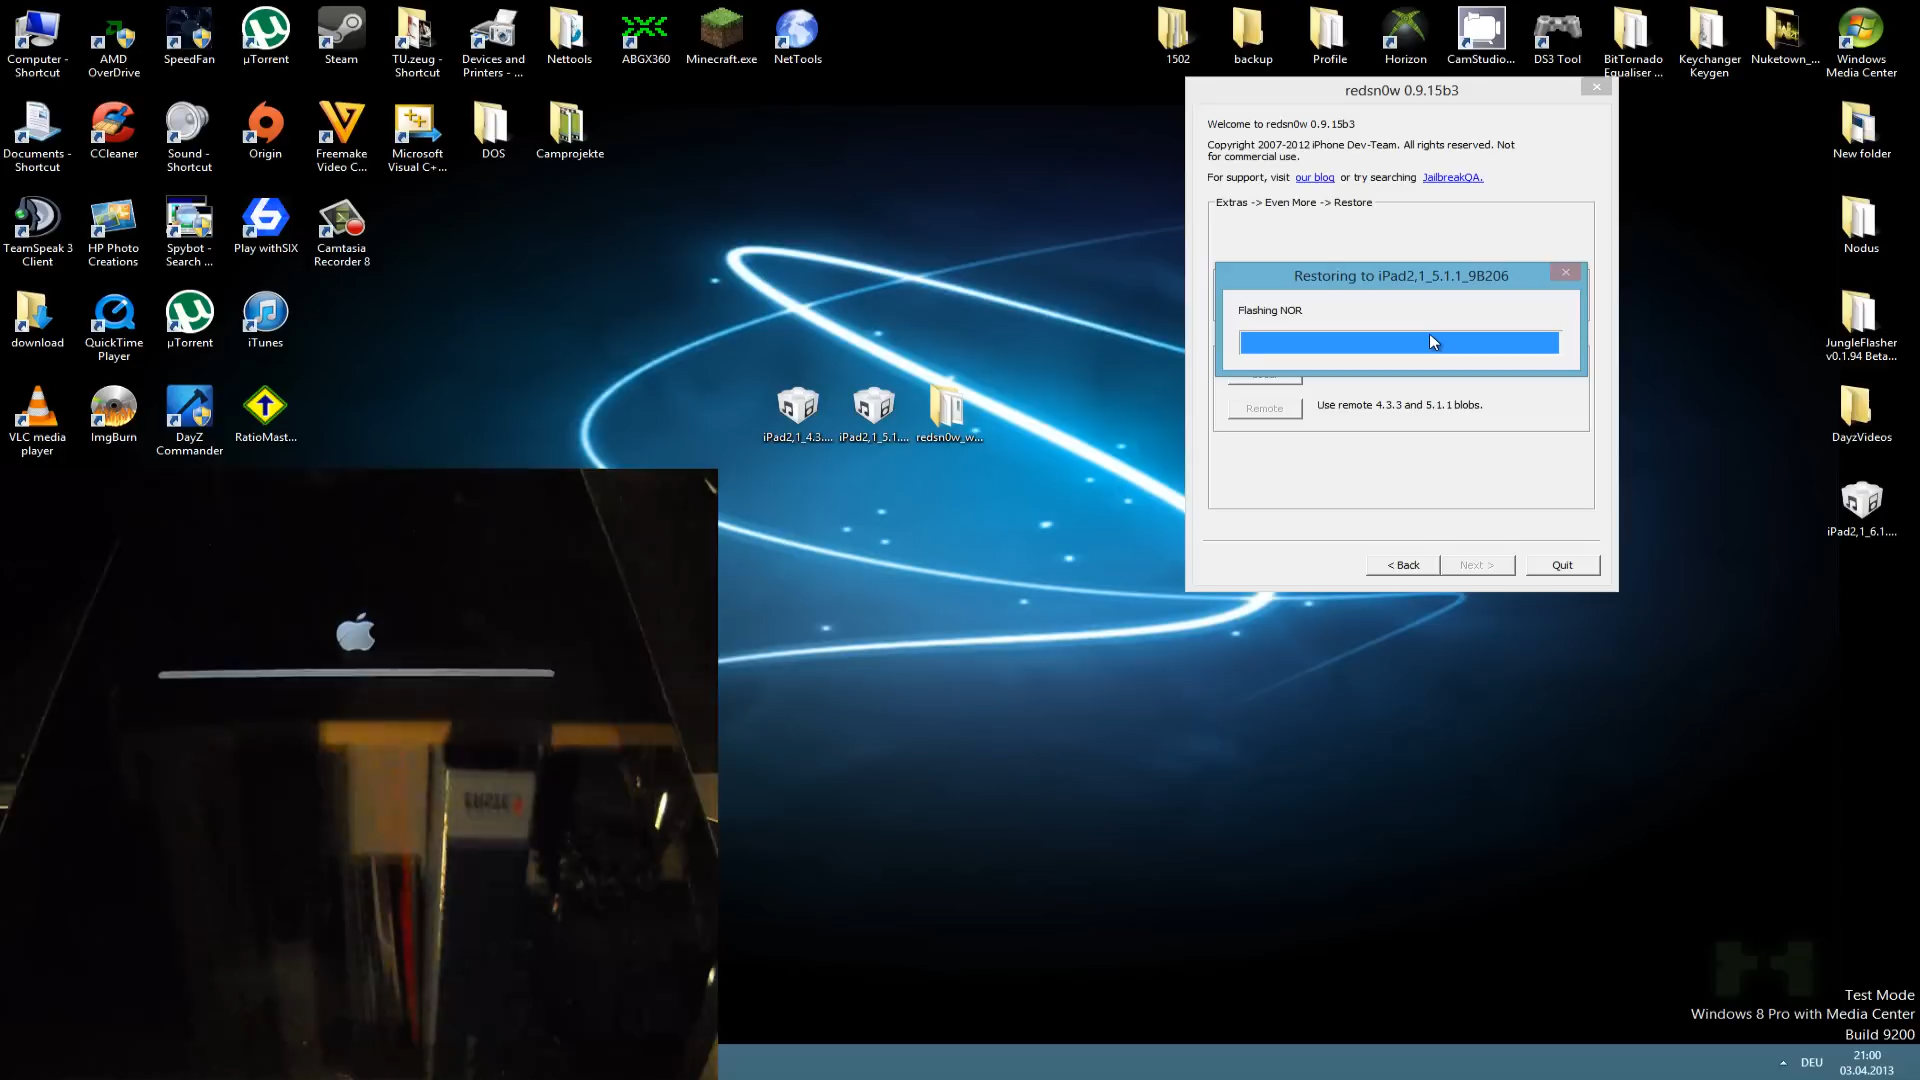 Computer - Shortcut
AMD OverDrive
SpeedFan
µTorrent
Steam
TU.zeug - Shortcut
Devices and Printers - ...
Nettools
ABGX360
Minecraft.exe
NetTools
1502
backup
Profile
Horizon
CamStudio...
DS3 Tool
BitTornado Equaliser ...
Keychanger Keygen
Nuketown_...
Windows Media Center
Documents - Shortcut
CCleaner
Sound - Shortcut
Origin
Freemake Video C...
Microsoft Visual C+...
DOS
Camprojekte
New folder
TeamSpeak 3 Client
HP Photo Creations
Spybot - Search ...
Play withSIX
Camtasia Recorder 8
Nodus
download
QuickTime Player
µTorrent
iTunes
JungleFlasher v0.1.94 Beta...
VLC media player
ImgBurn
DayZ Commander
RatioMast...
iPad2,1_4.3....
iPad2,1_5.1....
redsn0w_w...
DayzVideos
iPad2,1_6.1....
redsn0w 0.9.15b3
Welcome to redsn0w 0.9.15b3
Copyright 2007-2012 iPhone Dev-Team. All rights reserved. Not
for commercial use.
For support, visit our blog or try searching JailbreakQA.
Extras -> Even More -> Restore
Restoring to iPad2,1_5.1.1_9B206
Flashing NOR
Remote
Use remote 4.3.3 and 5.1.1 blobs.
< Back
Next >
Quit
Test Mode
Windows 8 Pro with Media Center
Build 9200
DEU
21:00
03.04.2013